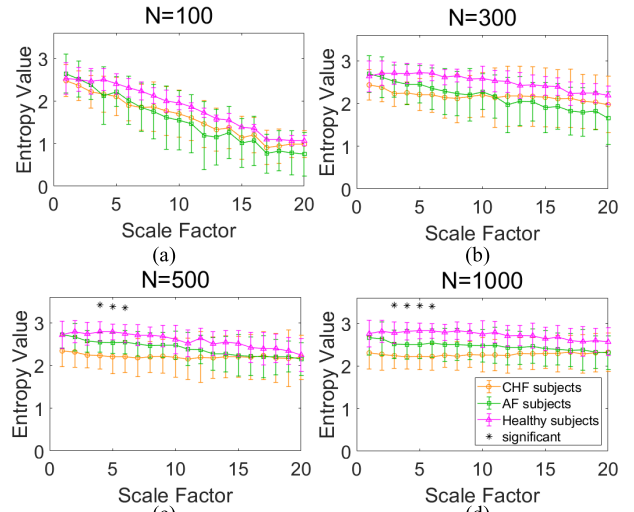 N=100
N=300
Entropy Value
3
2
1
0
0 5 10 15 20
Scale Factor
(a)
Entropy Value
3
2
1
0
0 5 10 15 20
Scale Factor
(b)
N=500
N=1000
Entropy Value
3
2
1
0 5 10 15 20
Scale Factor
Entropy Value
3
2
1
0 5 10 15 20
Scale Factor
CHF subjects
AF subjects
Healthy subjects
significant
(c)
(d)